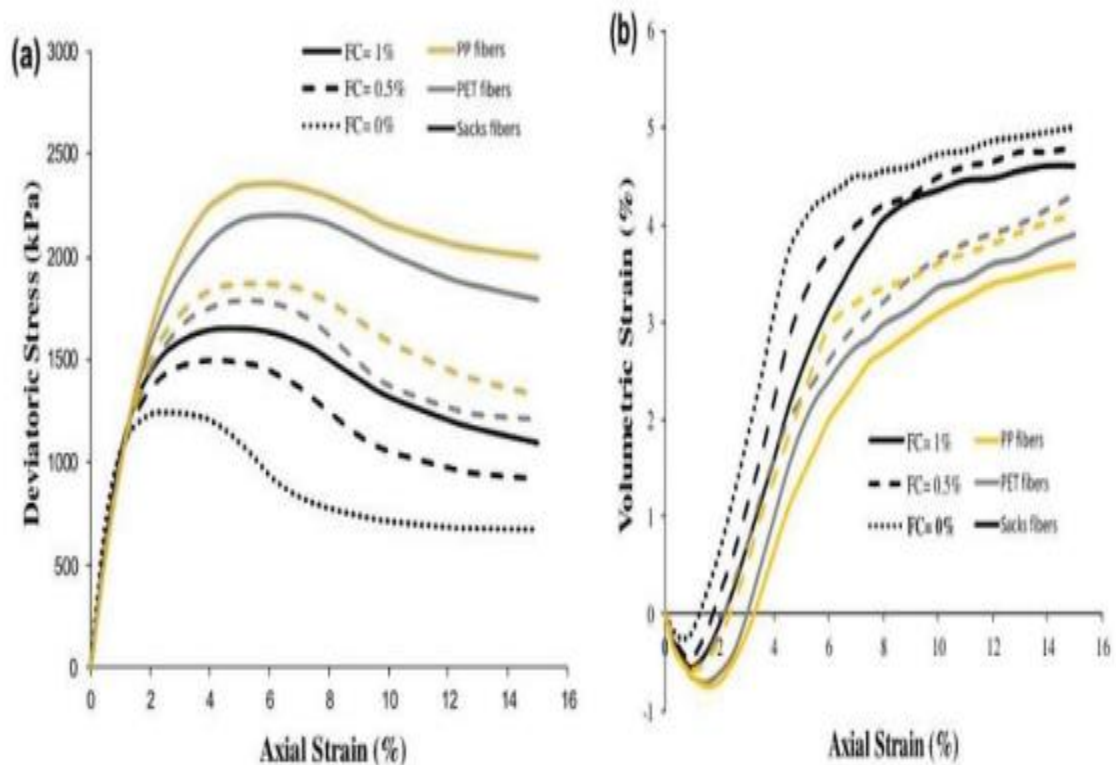 (a)
3000
2500
2000
1500
1000
500
0
0 2 4 6 8 10 12 14 16
Deviatoric Stress (kPa)
Axial Strain (%)
FC= 1% PP fibers
FC= 0.5% PET fibers
FC= 0% Sacks fibers
(b)
6
5
4
3
2
1
0
-1
0 2 4 6 8 10 12 14 16
Volumetric Strain (%)
Axial Strain (%)
FC= 1% PP fibers
FC= 0.5% PET fibers
FC= 0% Sacks fibers